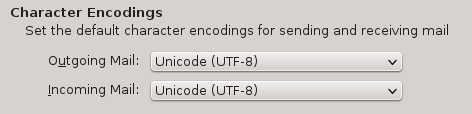 Character Encodings
Set the default character encodings for sending and receiving mail
Outgoing Mail: Unicode (UTF-8)
Incoming Mail: Unicode (UTF-8)